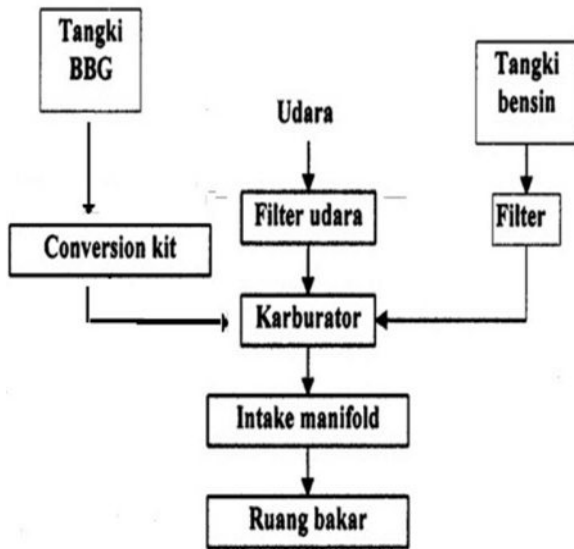 Tangki
BBG
Tangki
bensin
Udara
Filter udara
Filter
Conversion kit
Karburator
Intake manifold
Ruang bakar